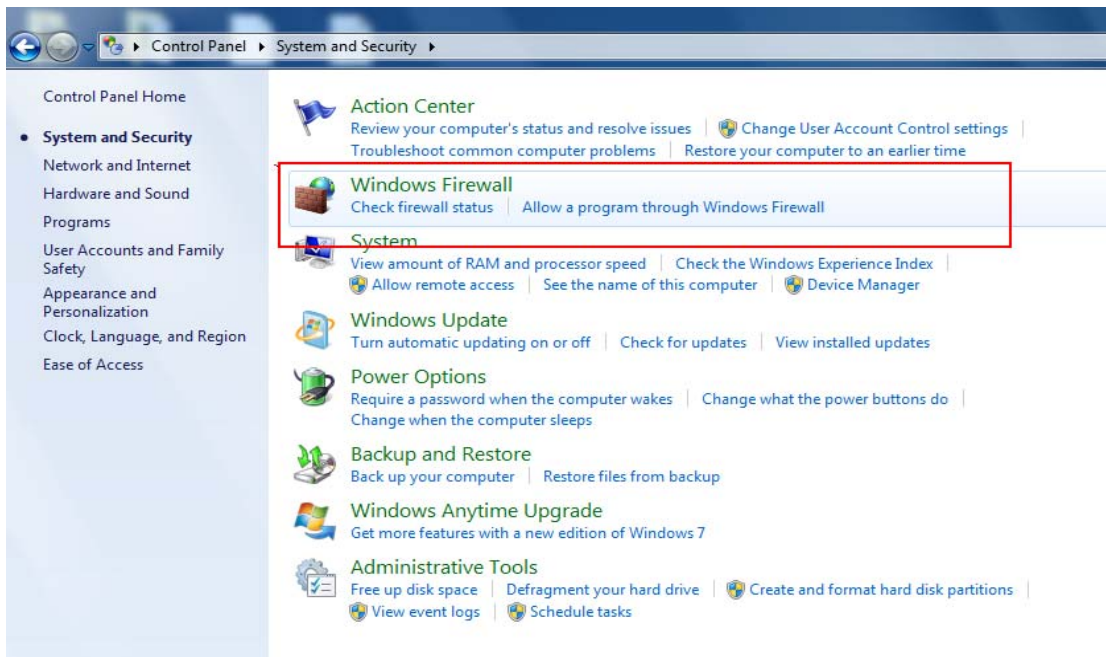 Control Panel System and Security
Control Panel Home
System and Security
Network and Internet
Hardware and Sound
Programs
User Accounts and Family
Safety
Appearance and
Personalization
Clock, Language, and Region
Ease of Access
Action Center
Review your computer's status and resolve issues Change User Account Control settings
Troubleshoot common computer problems Restore your computer to an earlier time
Windows Firewall
Check firewall status Allow a program through Windows Firewall
System
View amount of RAM and processor speed Check the Windows Experience Index
Allow remote access See the name of this computer Device Manager
Windows Update
Turn automatic updating on or off Check for updates View installed updates
Power Options
Require a password when the computer wakes Change what the power buttons do
Change when the computer sleeps
Backup and Restore
Back up your computer Restore files from backup
Windows Anytime Upgrade
Get more features with a new edition of Windows 7
Administrative Tools
Free up disk space Defragment your hard drive Create and format hard disk partitions
View event logs Schedule tasks